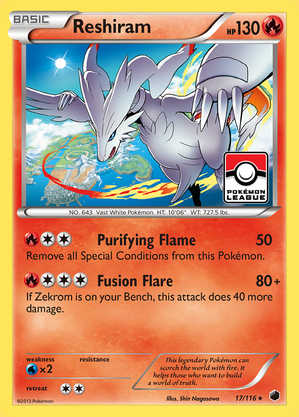 BASIC
Reshiram
HP130
POKÉMON
LEAGUE
NO. 643 Vast White Pokémon. HT: 10'06" WT: 727.5 lbs.
Purifying Flame 50
Remove all Special Conditions from this Pokémon.
Fusion Flare 80+
If Zekrom is on your Bench, this attack does 40 more
damage.
weakness resistance
×2
retreat
This legendary Pokémon can
scorch the world with fire. It
helps those who want to build
a world of truth.
Illus. Shin Nagasawa
©2013 Pokémon
17/116 ★